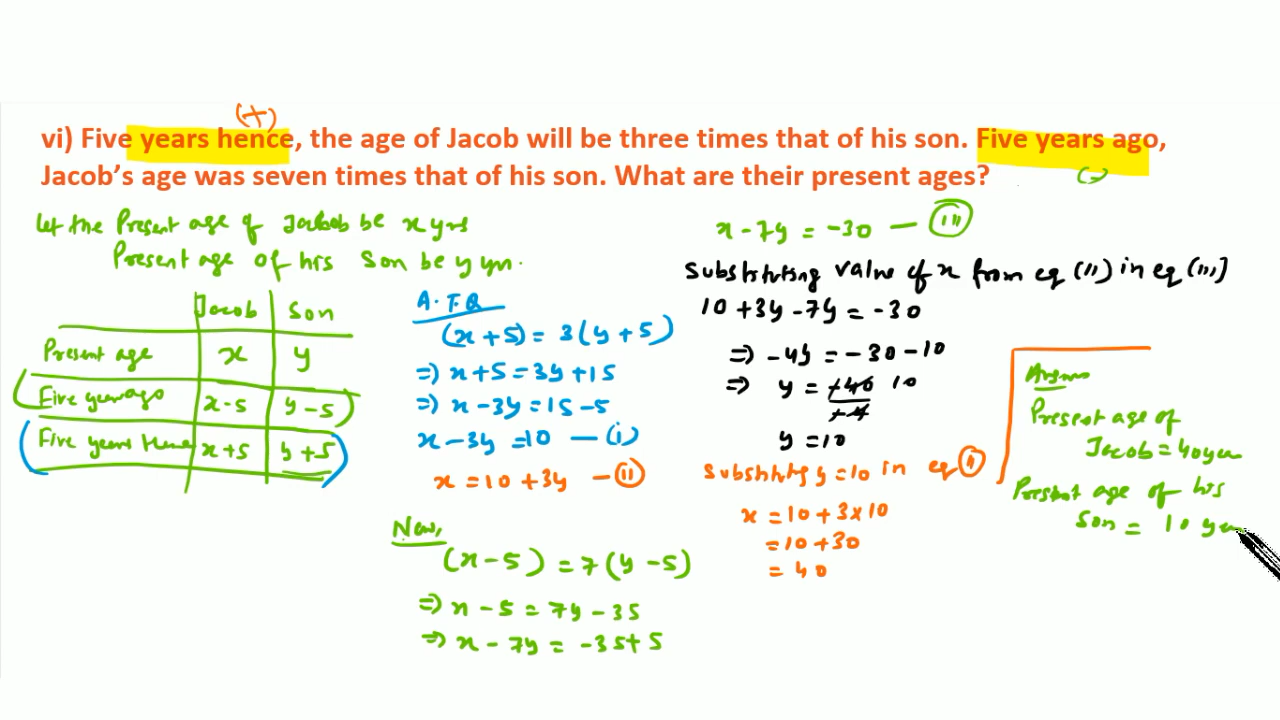 (+)
vi) Five years hence, the age of Jacob will be three times that of his son. Five years ago,
Jacob's age was seven times that of his son. What are their present ages?
(-)
Let the Present age of Jacob be x yrs
Present age of his Son be y yrs.
Jacob Son
Present age x y
Five years ago x-5 y-5
Five years Hence x+5 y+5
A.T.Q
(x+5) = 3(y+5)
=> x+5 = 3y+15
=> x-3y = 15-5
x-3y = 10 — (i)
x = 10+3y — (ii)
Now,
(x-5) = 7(y-5)
=> x-5 = 7y-35
=> x-7y = -35+5
x-7y = -30 — (iii)
Substituting value of x from eq (ii) in eq (iii)
10+3y-7y = -30
=> -4y = -30-10
=> y = -40 10
-4
y = 10
Substituting y=10 in eq (ii)
x = 10+3x10
= 10+30
= 40
Answer
Present age of
Jacob = 40 years
Present age of his
Son = 10 years